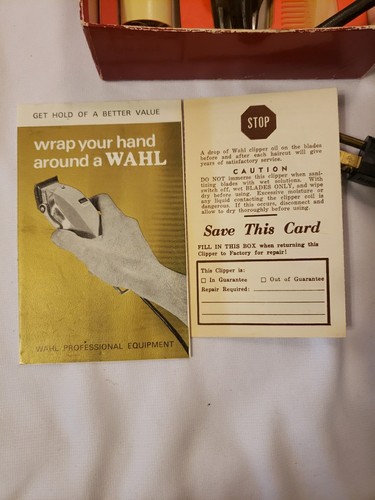 GET HOLD OF A BETTER VALUE
wrap your hand
around a WAHL
WAHL PROFESSIONAL EQUIPMENT
STOP
A drop of Wahl clipper oil on the blades
before and after each haircut will give
years of satisfactory service.
CAUTION
DO NOT immerse this clipper when sani-
tizing blades with wet solutions. With
switch off, wet BLADES ONLY, and wipe
dry before using. Excessive moisture or
any liquid contacting the clipper coil is
dangerous. If this occurs, disconnect and
allow to dry thoroughly before using.
Save This Card
FILL IN THIS BOX when returning this
Clipper to Factory for repair!
This Clipper is:
In Guarantee Out of Guarantee
Repair Required: